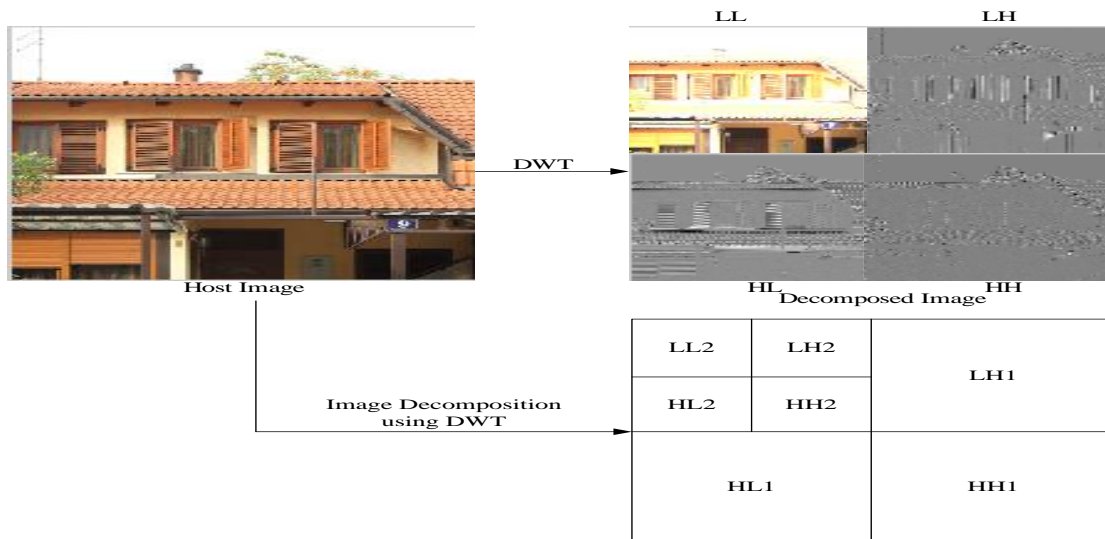 LL LH
DWT
Host Image
HL HH
Decomposed Image
LL2 LH2
LH1
HL2 HH2
Image Decomposition
using DWT
HL1 HH1
9